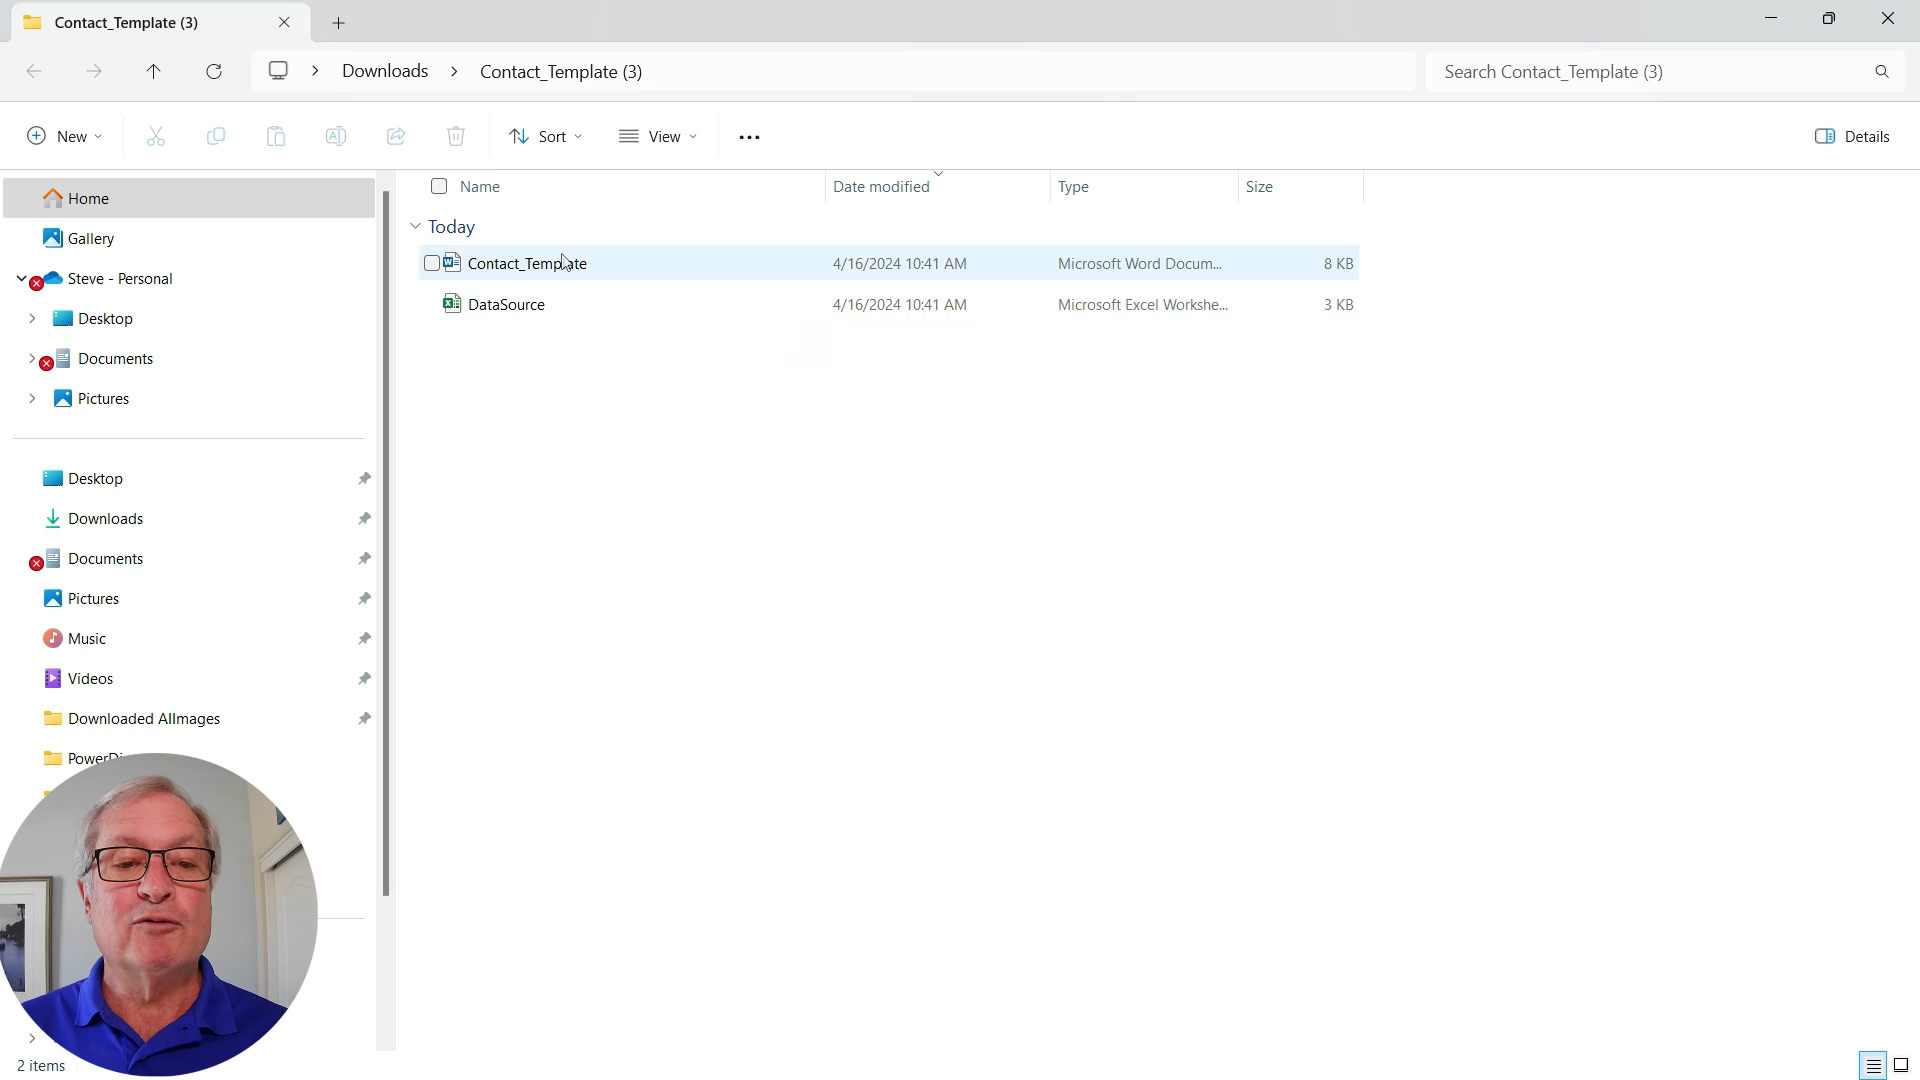 Contact_Template (3)
Downloads > Contact_Template (3)
Search Contact_Template (3)
New
Sort
View
Details
Name Date modified Type Size
Today
Contact_Template 4/16/2024 10:41 AM Microsoft Word Docum... 8 KB
DataSource 4/16/2024 10:41 AM Microsoft Excel Workshe... 3 KB
Home
Gallery
Steve - Personal
Desktop
Documents
Pictures
Desktop
Downloads
Documents
Pictures
Music
Videos
Downloaded AIImages
2 items